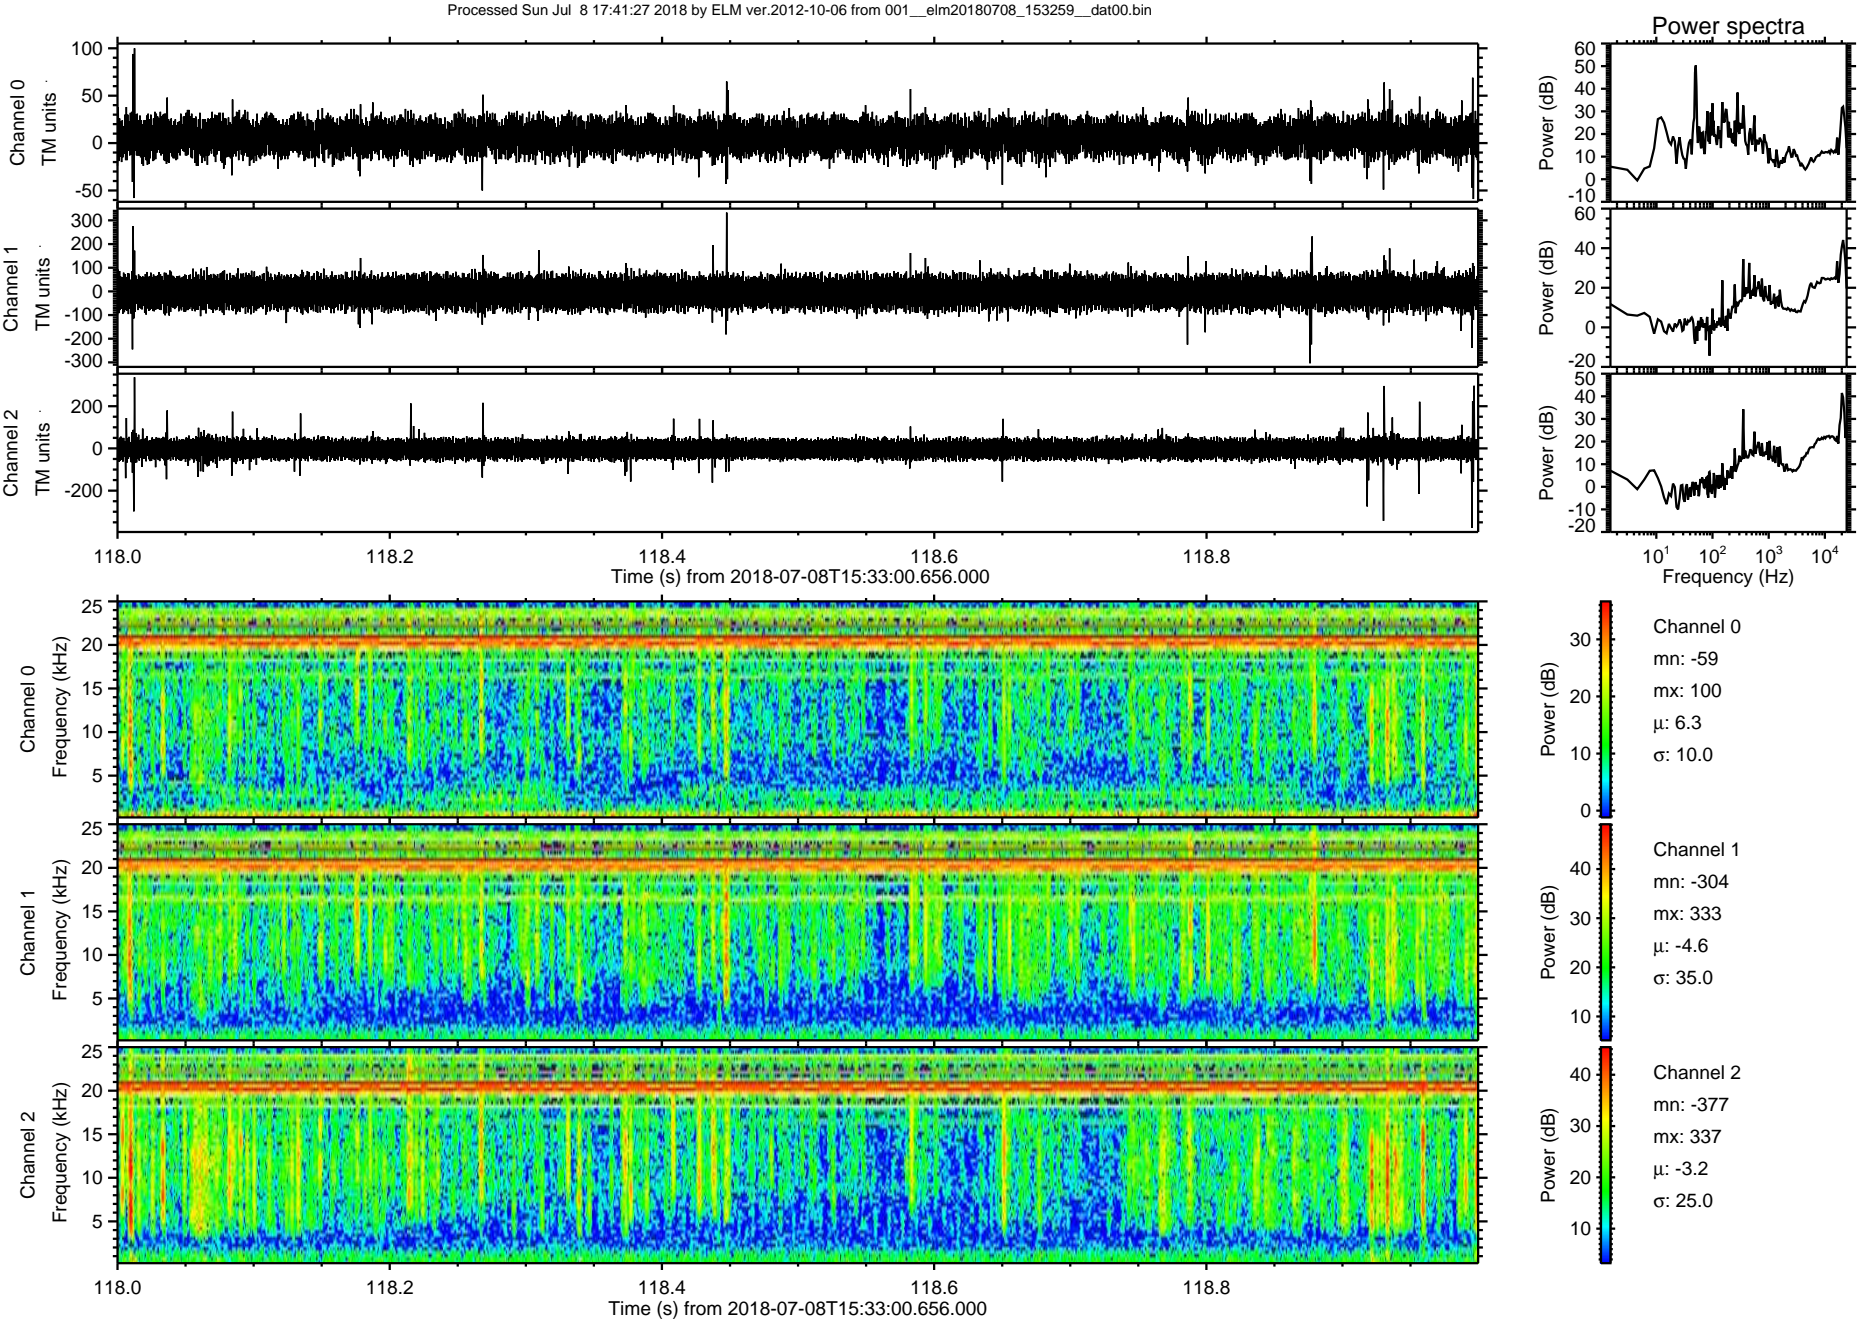 Processed Sun Jul  8 17:41:27 2018 by ELM ver.2012-10-06 from 001__elm20180708_153259__dat00.bin
Power spectra
Channel 0
TM units
100
50
0
-50
Power (dB)
60
50
40
30
20
10
0
-10
Channel 1
TM units
300
200
100
0
-100
-200
-300
Power (dB)
60
40
20
0
-20
Channel 2
TM units
200
0
-200
Power (dB)
50
40
30
20
10
0
-10
-20
118.0 118.2 118.4 118.6 118.8
Time (s) from 2018-07-08T15:33:00.656.000
10^1 10^2 10^3 10^4
Frequency (Hz)
Channel 0
Frequency (kHz)
25
20
15
10
5
Power (dB)
30
20
10
0
Channel 0
mn: -59
mx: 100
μ: 6.3
σ: 10.0
Channel 1
Frequency (kHz)
25
20
15
10
5
Power (dB)
40
30
20
10
Channel 1
mn: -304
mx: 333
μ: -4.6
σ: 35.0
Channel 2
Frequency (kHz)
25
20
15
10
5
Power (dB)
40
30
20
10
Channel 2
mn: -377
mx: 337
μ: -3.2
σ: 25.0
118.0 118.2 118.4 118.6 118.8
Time (s) from 2018-07-08T15:33:00.656.000